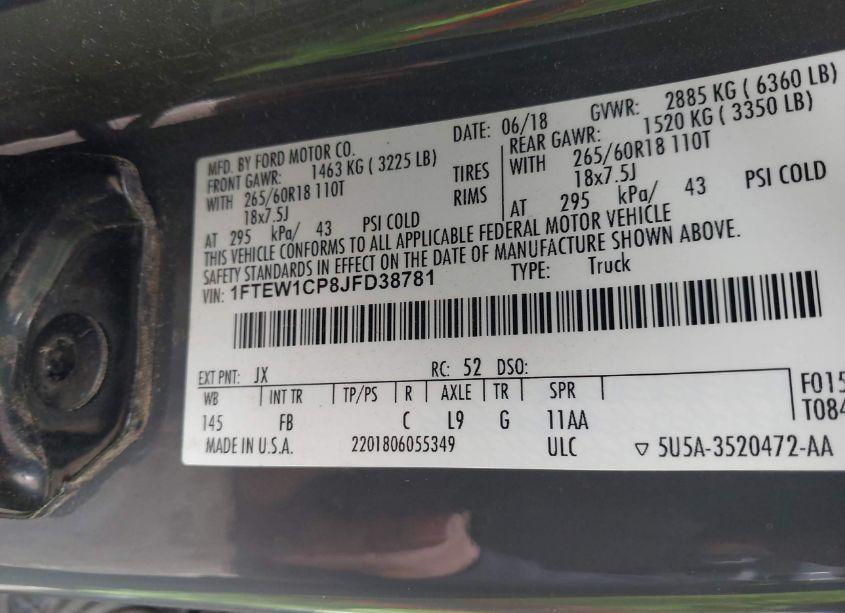 MFD. BY FORD MOTOR CO. DATE: 06/18 GVWR: 2885 KG ( 6360 LB)
FRONT GAWR: 1463 KG ( 3225 LB) REAR GAWR: 1520 KG ( 3350 LB)
WITH 265/60R18 110T TIRES WITH 265/60R18 110T
18x7.5J RIMS 18x7.5J
AT 295 kPa/ 43 PSI COLD AT 295 kPa/ 43 PSI COLD
THIS VEHICLE CONFORMS TO ALL APPLICABLE FEDERAL MOTOR VEHICLE
SAFETY STANDARDS IN EFFECT ON THE DATE OF MANUFACTURE SHOWN ABOVE.
VIN: 1FTEW1CP8JFD38781 TYPE: Truck
EXT PNT: JX RC: 52 DSO:
WB INT TR TP/PS R AXLE TR SPR F015
145 FB C L9 G 11AA T084
MADE IN U.S.A. 2201806055349 ULC ▽ 5U5A-3520472-AA